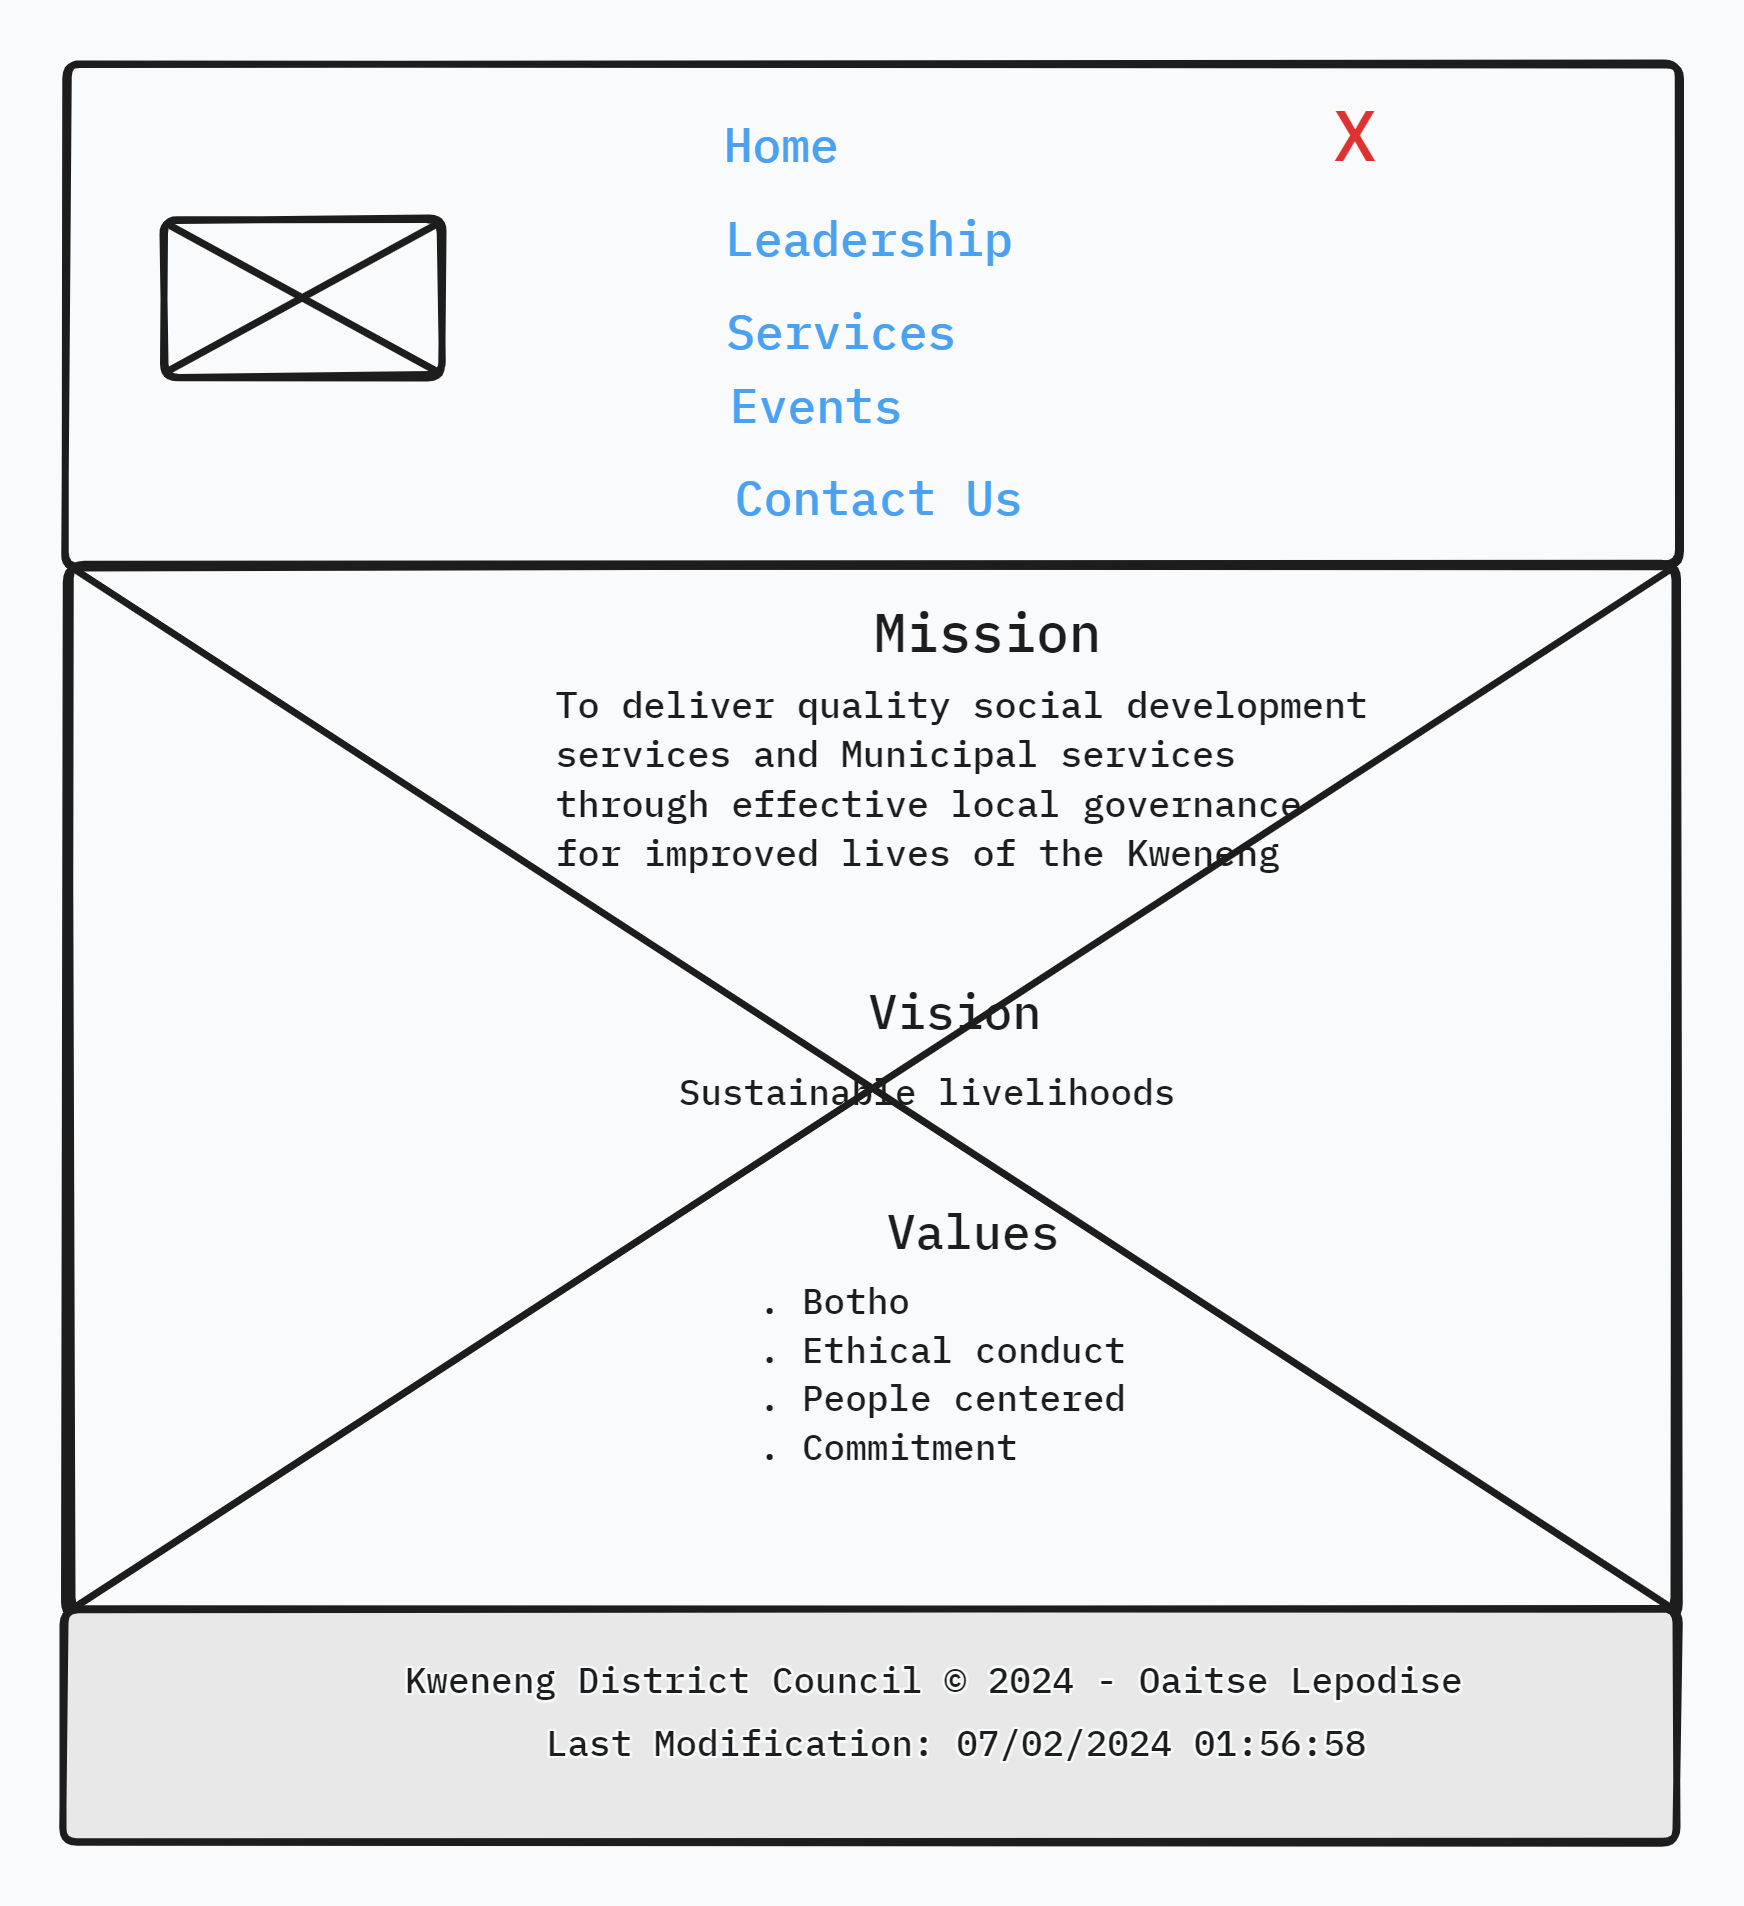 Home
X
Leadership
Services
Events
Contact Us
Mission
To deliver quality social development
services and Municipal services
through effective local governance
for improved lives of the Kweneng
Vision
Sustainable livelihoods
Values
. Botho
. Ethical conduct
. People centered
. Commitment
Kweneng District Council © 2024 - Oaitse Lepodise
Last Modification: 07/02/2024 01:56:58